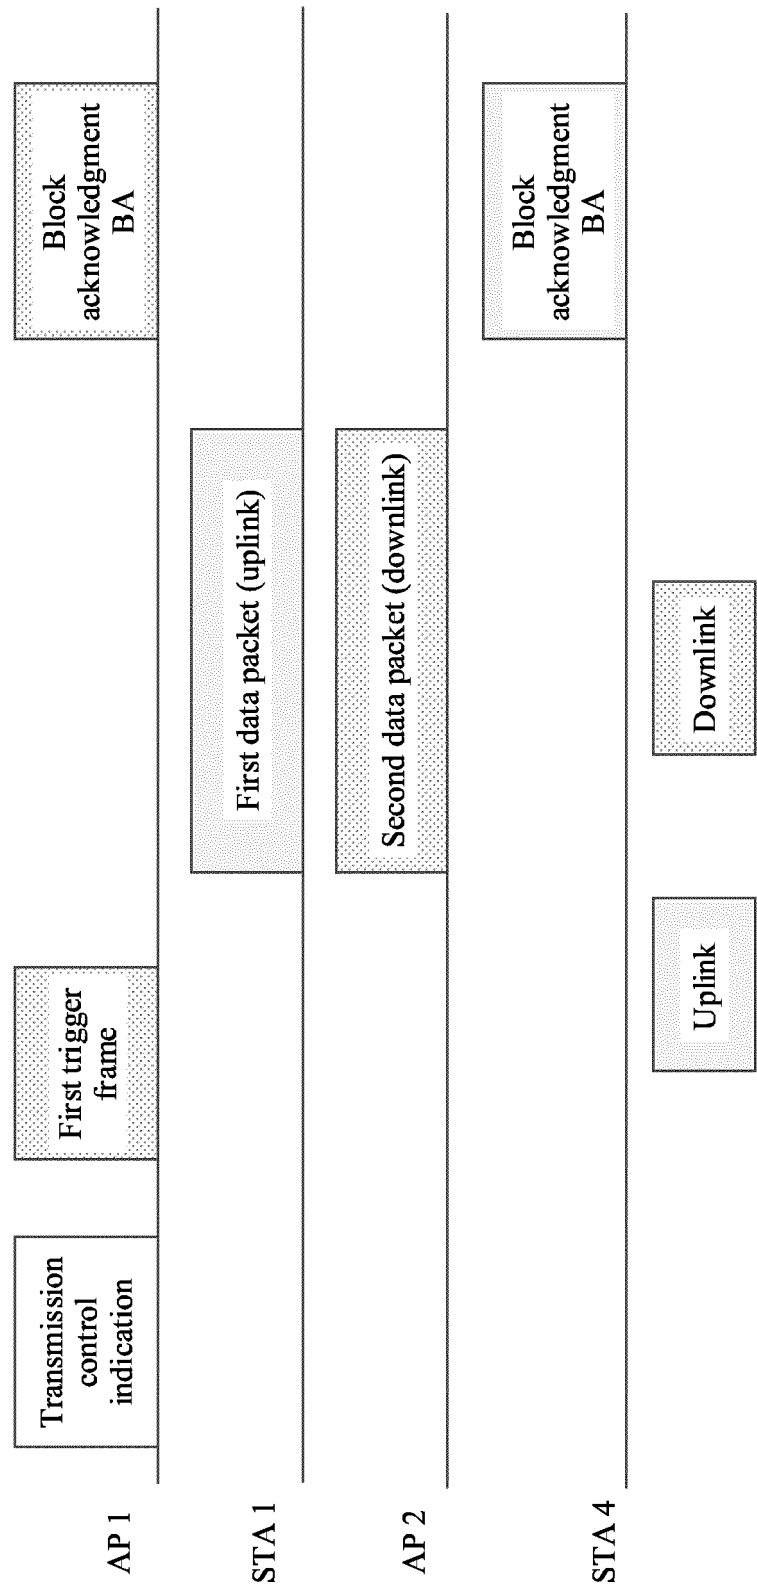 AP 1
Transmission
control
indication
First trigger
frame
Block
acknowledgment
BA
STA 1
First data packet (uplink)
AP 2
Second data packet (downlink)
STA 4
Block
acknowledgment
BA
Uplink
Downlink